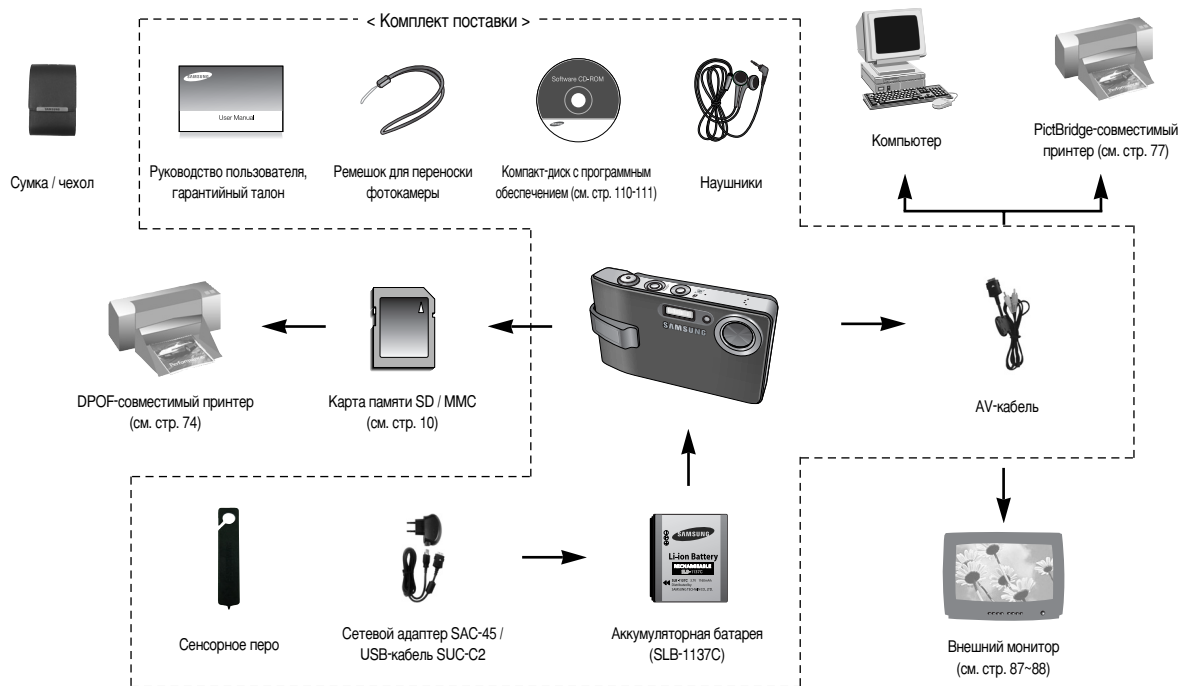 < Комплект поставки >
SAMSUNG
User Manual
Software CD-ROM
Сумка / чехол
Руководство пользователя,
гарантийный талон
Ремешок для переноски
фотокамеры
Компакт-диск с программным
обеспечением (см. стр. 110-111)
Наушники
Компьютер
PictBridge-совместимый
принтер (см. стр. 77)
SAMSUNG
DPOF-совместимый принтер
(см. стр. 74)
Карта памяти SD / MMC
(см. стр. 10)
AV-кабель
SAMSUNG
Li-ion Battery
RECHARGEABLE
SLB-1137C
Сенсорное перо
Сетевой адаптер SAC-45 /
USB-кабель SUC-C2
Аккумуляторная батарея
(SLB-1137C)
Внешний монитор
(см. стр. 87~88)